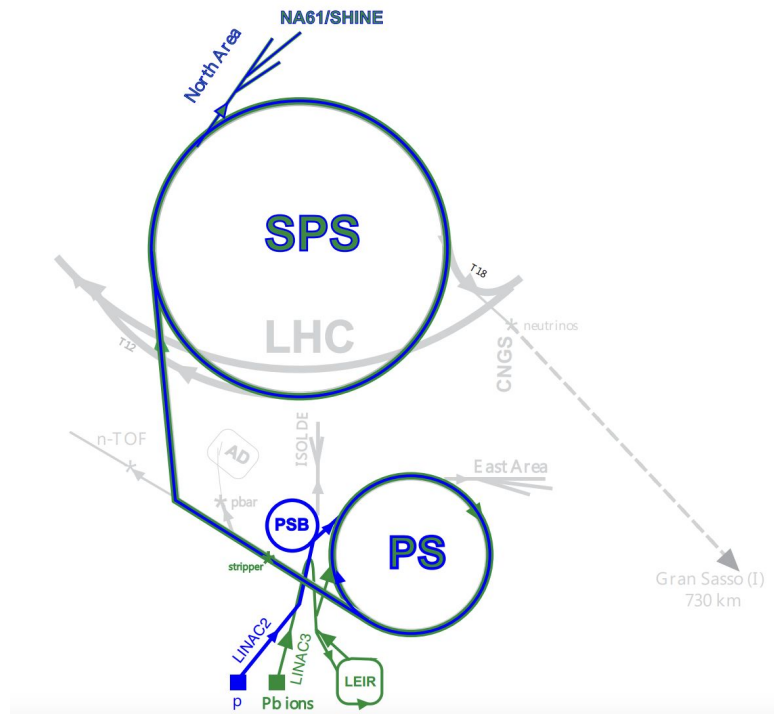 NA61/SHINE
North Area
SPS
T18
LHC
neutrinos
T12
CNGS
n-TOF
AD
ISOLDE
East Area
pbar
PSB
PS
stripper
Gran Sasso (I)
730 km
LINAC2
LINAC3
LEIR
p
Pb ions